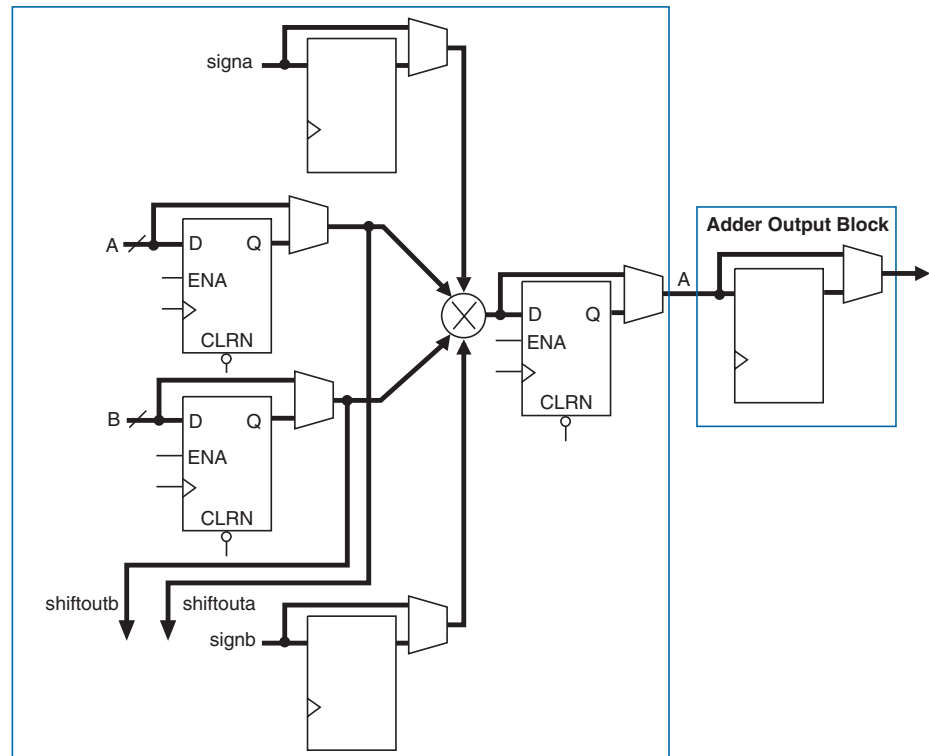 signa
A
D Q
ENA
CLRN
B
D Q
ENA
CLRN
shiftoutb
shiftouta
signb
D Q
ENA
CLRN
A
Adder Output Block